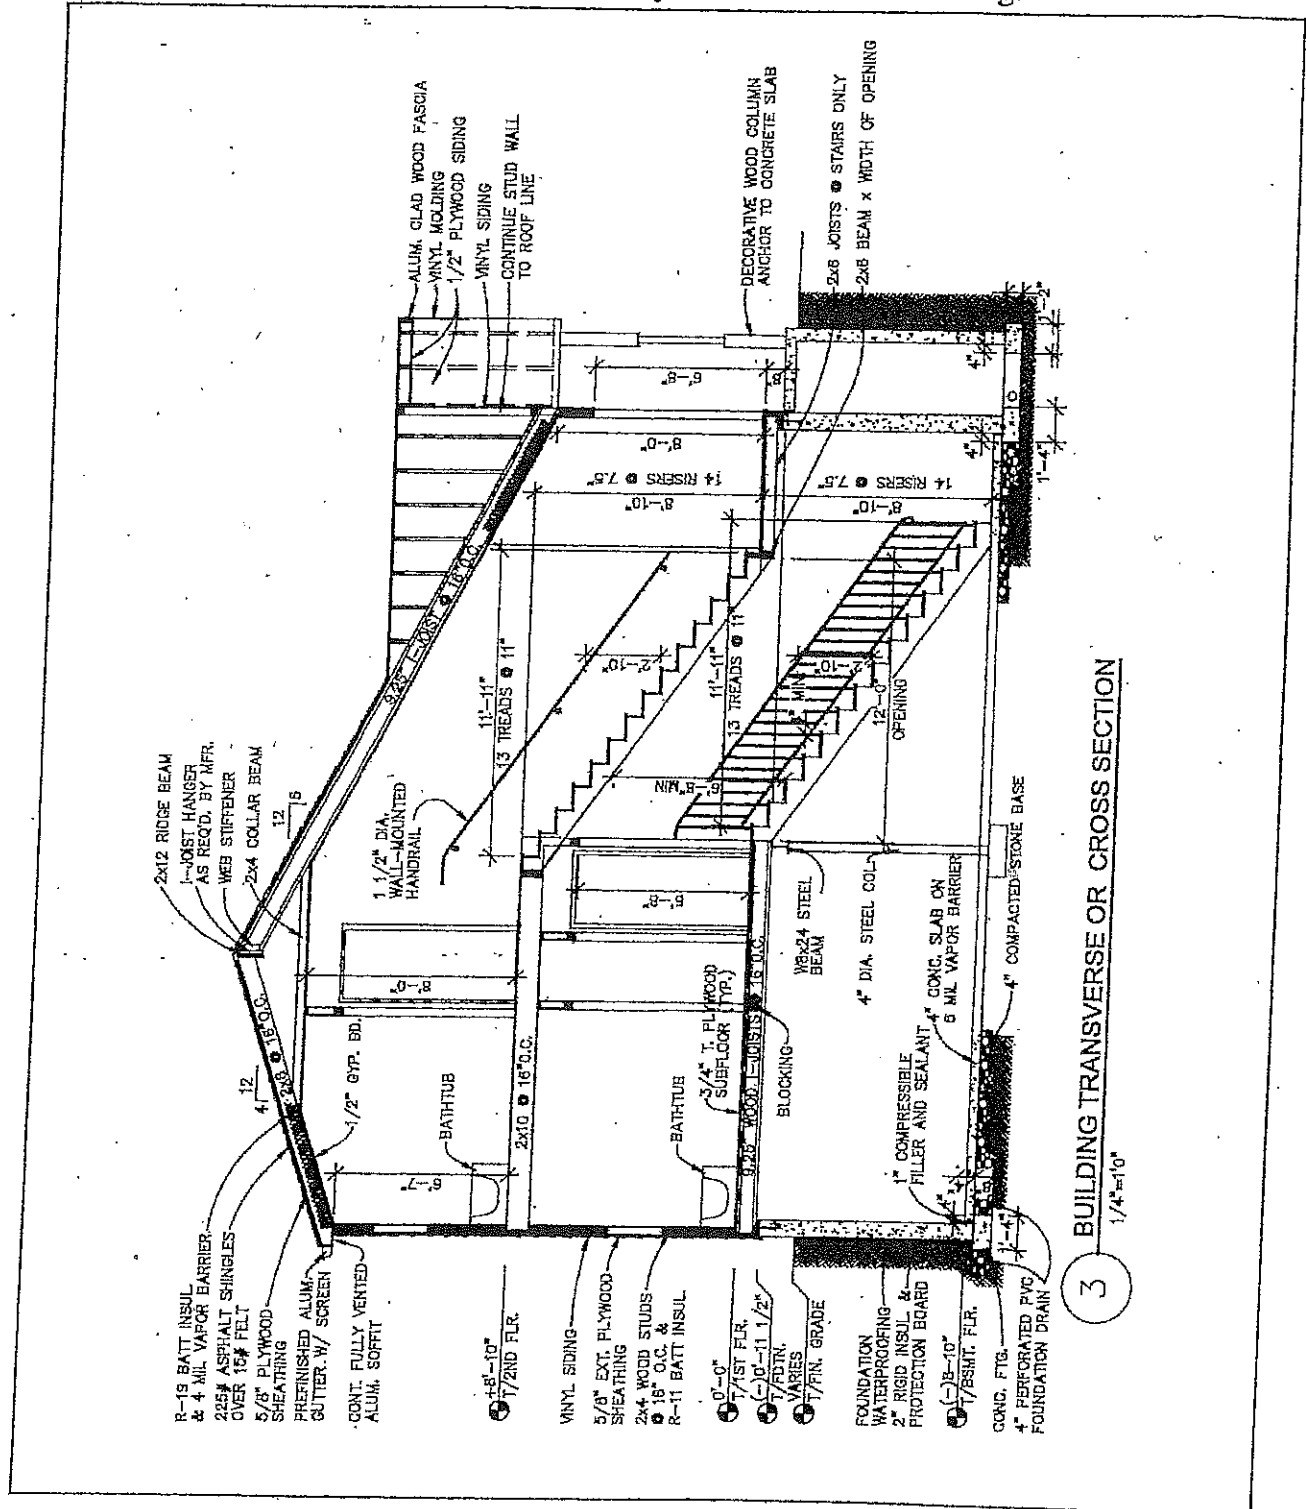 R-19 BATT INSUL
& 4 MIL VAPOR BARRIER
225# ASPHALT SHINGLES
OVER 15# FELT
5/8" PLYWOOD
SHEATHING
PREFINISHED ALUM.
GUTTER W/ SCREEN
CONT. FULLY VENTED
ALUM. SOFFIT
+8'-10"
T/2ND FLR.
VINYL SIDING
5/8" EXT. PLYWOOD
SHEATHING
2x4 WOOD STUDS
@ 16" O.C. &
R-11 BATT INSUL.
0'-0"
T/1ST FLR.
(-)0'-11 1/2"
T/FDTN.
VARIES
T/FIN. GRADE
FOUNDATION
WATERPROOFING
2" RIGID INSUL. &
PROTECTION BOARD
(-)8'-10"
T/BSMT. FLR.
CONC. FTG.
4" PERFORATED PVC
FOUNDATION DRAIN
2x12 RIDGE BEAM
I-JOIST HANGER
AS REQ'D. BY MFR.
WEB STIFFENER
2x4 COLLAR BEAM
12
4
2x6 @ 16" O.C.
12
9.25" I-JOIST @ 16" O.C.
1/2" GYP. BD.
8'-0"
6'-7"
BATHTUB
2x10 @ 16" O.C.
1 1/2" DIA.
WALL-MOUNTED
HANDRAIL
11'-11"
13 TREADS @ 11"
2'-10"
14 RISERS @ 7.5"
8'-10"
8'-0"
6'-8"
8"
ALUM. CLAD WOOD FASCIA
VINYL MOLDING
1/2" PLYWOOD SIDING
VINYL SIDING
CONTINUE STUD WALL
TO ROOF LINE
DECORATIVE WOOD COLUMN
ANCHOR TO CONCRETE SLAB
2x6 JOISTS @ STAIRS ONLY
2x6 BEAM x WIDTH OF OPENING
BATHTUB
3/4" T. PLYWOOD
SUBFLOOR (TYP.)
9.25" WOOD I-JOISTS @ 16" O.C.
BLOCKING
6'-8" MIN
11'-11"
13 TREADS @ 11"
2'-10"
MIN
12'-0"
OPENING
14 RISERS @ 7.5"
8'-10"
W8x24 STEEL
BEAM
4" DIA. STEEL COL.
1" COMPRESSIBLE
FILLER AND SEALANT
4" CONC. SLAB ON
6 MIL VAPOR BARRIER
4" COMPACTED STONE BASE
4"
1'-4"
4"
1'-4"
4"
3
BUILDING TRANSVERSE OR CROSS SECTION
1/4"=1'0"